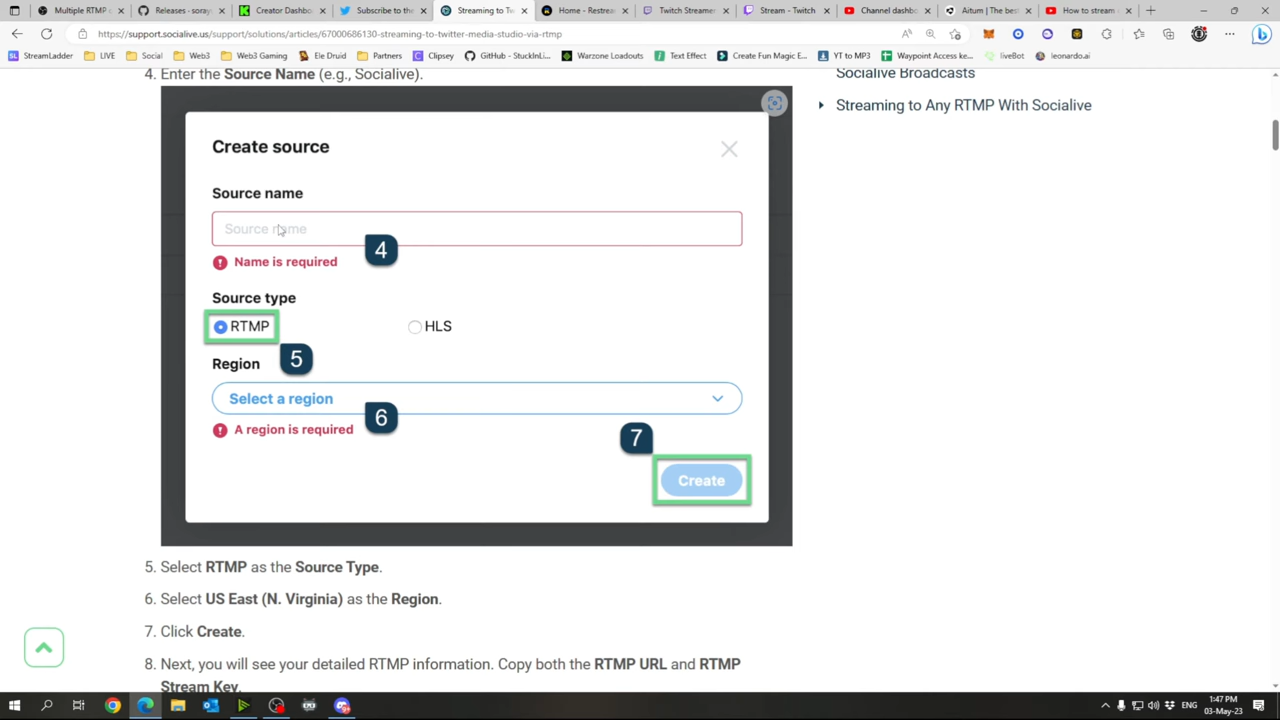 Multiple RTMP o
Releases - soray
Creator Dashbo
Subscribe to the
Streaming to Tw
Home - Restrea
Twitch Streamer
Stream - Twitch
Channel dashbo
Aitum | The best
How to stream t
https://support.socialive.us/support/solutions/articles/67000686130-streaming-to-twitter-media-studio-via-rtmp
StreamLadder
LIVE
Social
Web3
Web3 Gaming
Ele Druid
Partners
Clipsey
GitHub - StuckInLi...
Warzone Loadouts
Text Effect
Create Fun Magic E...
YT to MP3
Waypoint Access ke...
liveBot
leonardo.ai
4. Enter the Source Name (e.g., Socialive).
Socialive Broadcasts
Streaming to Any RTMP With Socialive
Create source
Source name
Source name
4
Name is required
Source type
RTMP
HLS
5
Region
Select a region
6
A region is required
7
Create
5. Select RTMP as the Source Type.
6. Select US East (N. Virginia) as the Region.
7. Click Create.
8. Next, you will see your detailed RTMP information. Copy both the RTMP URL and RTMP
Stream Key.
ENG
1:47 PM
03-May-23